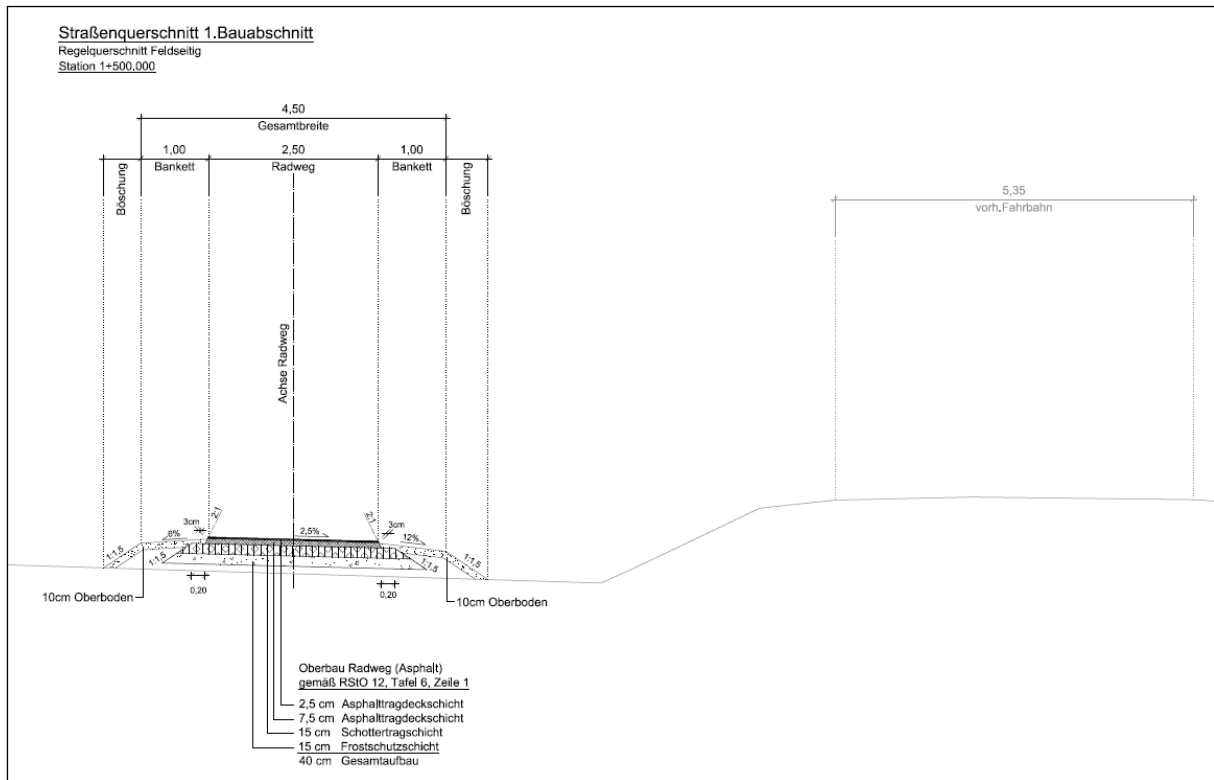 Straßenquerschnitt 1.Bauabschnitt
Regelquerschnitt Feldseitig
Station 1+500.000
4,50
Gesamtbreite
1,00
2,50
1,00
Böschung
Bankett
Radweg
Bankett
Böschung
5,35
vorh.Fahrbahn
Achse Radweg
3cm
2:1
2:1
3cm
6%
2,5%
12%
1:1,5
1:1,5
1:1,5
1:1,5
0,20
0,20
10cm Oberboden
10cm Oberboden
Oberbau Radweg (Asphalt)
gemäß RStO 12, Tafel 6, Zeile 1
2,5 cm Asphalttragdeckschicht
7,5 cm Asphalttragdeckschicht
15 cm Schottertragschicht
15 cm Frostschutzschicht
40 cm Gesamtaufbau